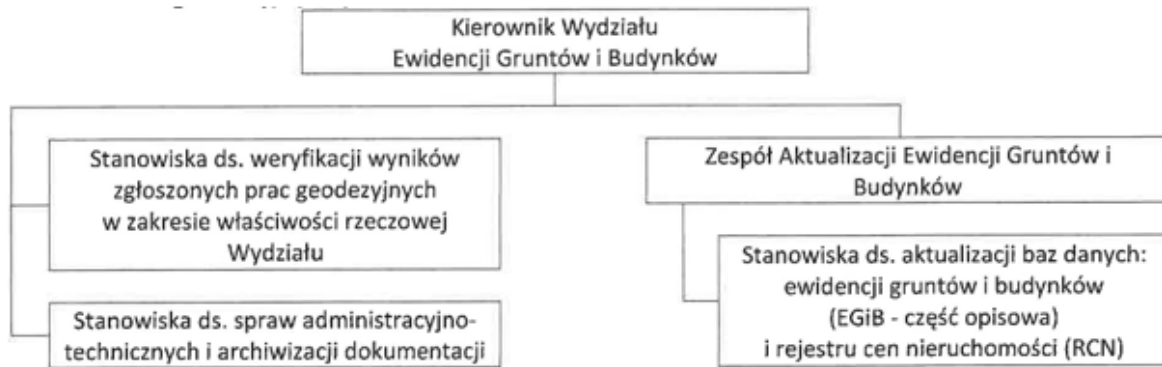 Kierownik Wydziału
Ewidencji Gruntów i Budynków
Stanowiska ds. weryfikacji wyników
zgłoszonych prac geodezyjnych
w zakresie właściwości rzeczowej
Wydziału
Stanowiska ds. spraw administracyjno-
technicznych i archiwizacji dokumentacji
Zespół Aktualizacji Ewidencji Gruntów i
Budynków
Stanowiska ds. aktualizacji baz danych:
ewidencji gruntów i budynków
(EGiB - część opisowa)
i rejestru cen nieruchomości (RCN)